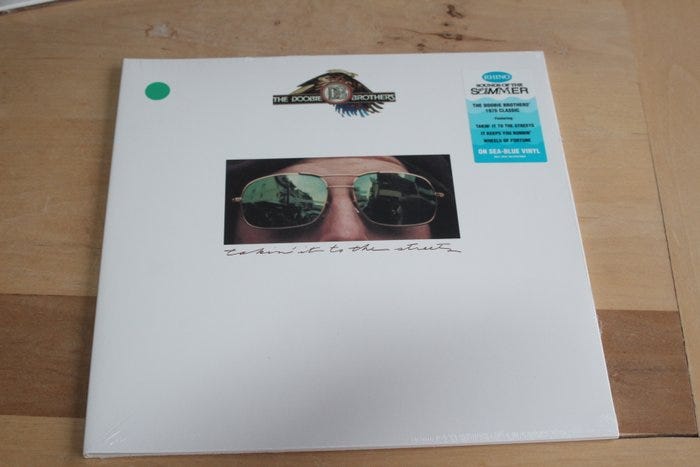 THE DOOBIE BROTHERS
RHINO
SOUNDS OF THE
SUMMER
THE DOOBIE BROTHERS'
1976 CLASSIC
Featuring
TAKIN' IT TO THE STREETS
IT KEEPS YOU RUNNIN'
WHEELS OF FORTUNE
ON SEA-BLUE VINYL
takin' it to the streets